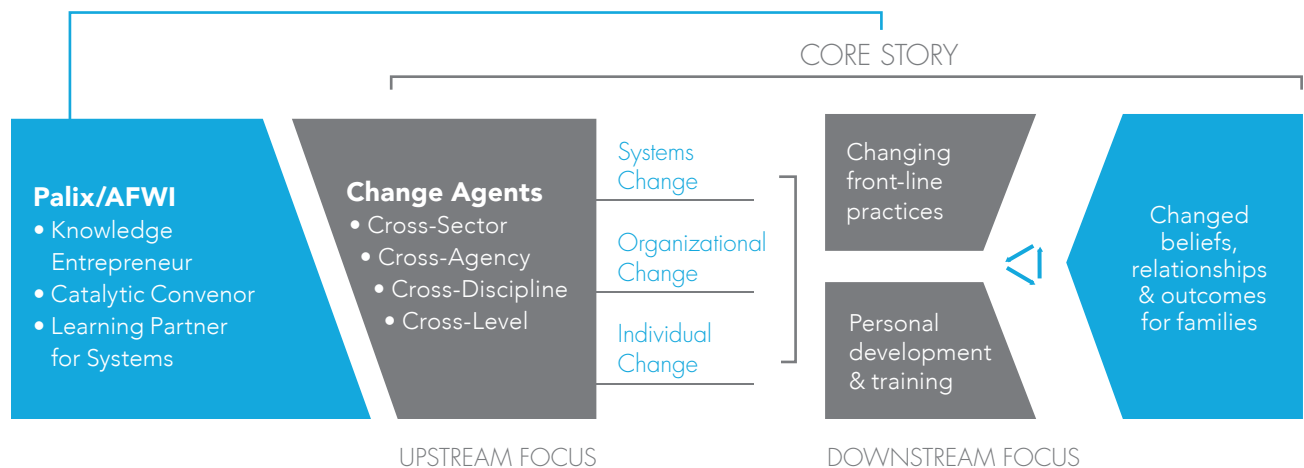 CORE STORY
Palix/AFWI
• Knowledge
Entrepreneur
• Catalytic Convenor
• Learning Partner
for Systems
Change Agents
• Cross-Sector
• Cross-Agency
• Cross-Discipline
• Cross-Level
Systems
Change
Organizational
Change
Individual
Change
Changing
front-line
practices
Personal
development
& training
Changed
beliefs,
relationships
& outcomes
for families
UPSTREAM FOCUS
DOWNSTREAM FOCUS